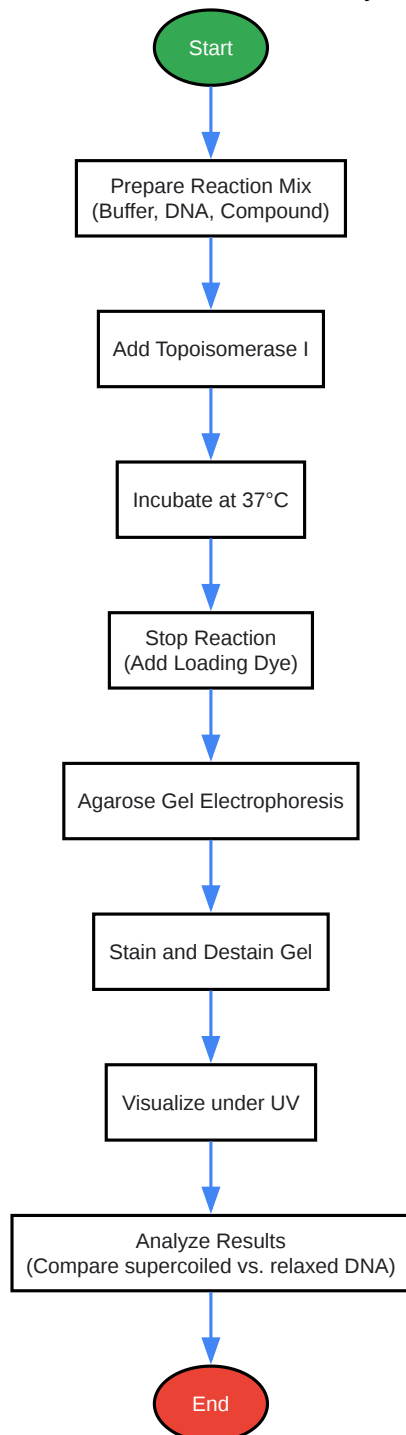 Start
Prepare Reaction Mix
(Buffer, DNA, Compound)
Add Topoisomerase I
Incubate at 37°C
Stop Reaction
(Add Loading Dye)
Agarose Gel Electrophoresis
Stain and Destain Gel
Visualize under UV
Analyze Results
(Compare supercoiled vs. relaxed DNA)
End